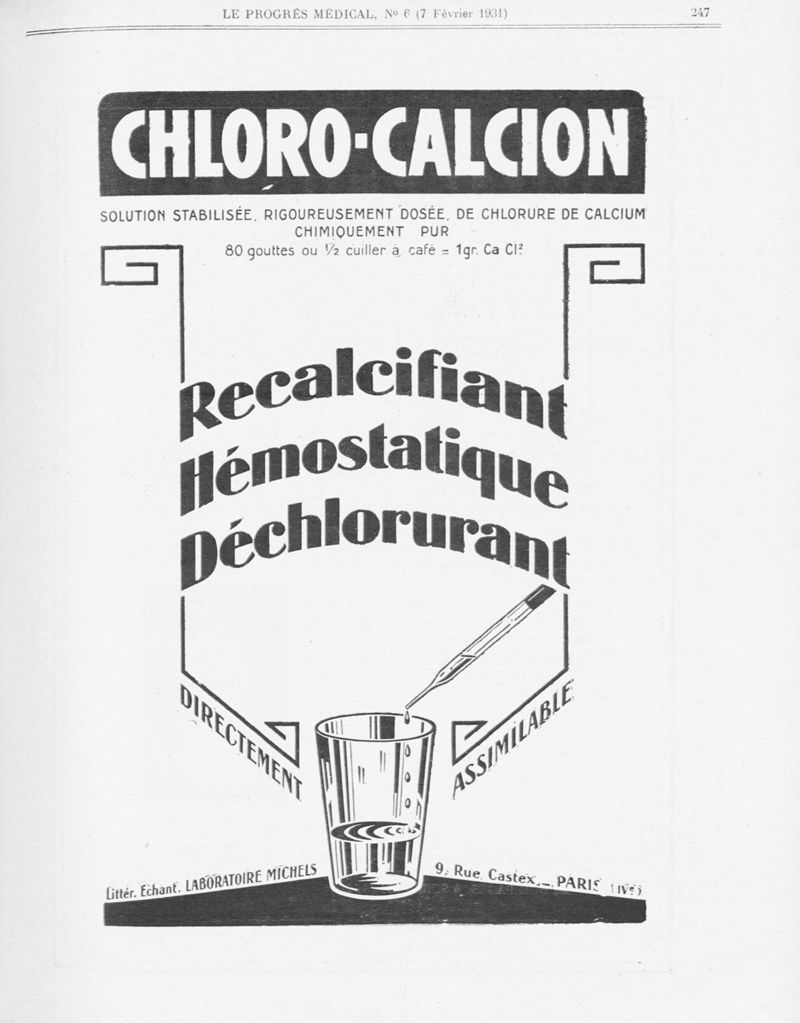 LE PROGRÈS MÉDICAL, No 6 (7 Février 1931)
247
CHLORO-CALCION
SOLUTION STABILISÉE, RIGOUREUSEMENT DOSÉE, DE CHLORURE DE CALCIUM
CHIMIQUEMENT PUR
80 gouttes ou 1/2 cuiller à café = 1gr. Ca Cl²
Recalcifiant
Hémostatique
Déchlorurant
DIRECTEMENT
ASSIMILABLE
Littér. Echant. LABORATOIRE MICHELS
9, Rue Castex, _ PARIS (IVe)